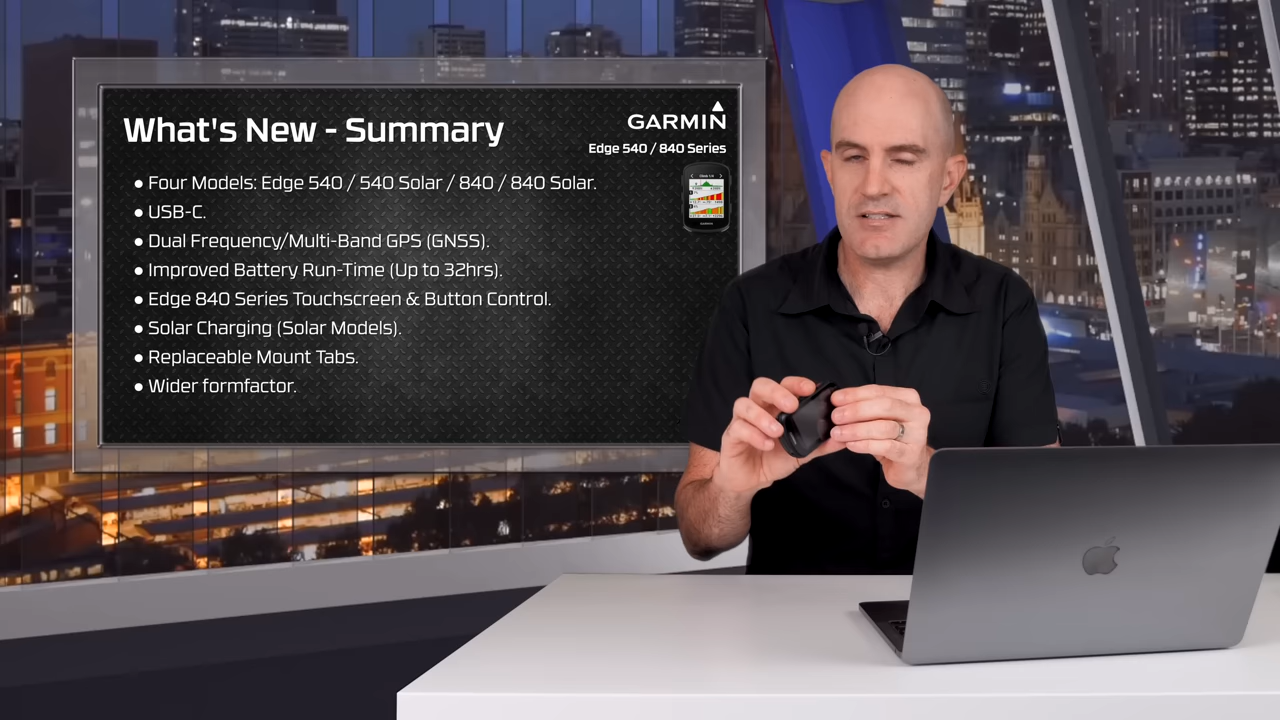 What's New - Summary
GARMIN
Edge 540 / 840 Series
● Four Models: Edge 540 / 540 Solar / 840 / 840 Solar.
● USB-C.
● Dual Frequency/Multi-Band GPS (GNSS).
● Improved Battery Run-Time (Up to 32hrs).
● Edge 840 Series Touchscreen & Button Control.
● Solar Charging (Solar Models).
● Replaceable Mount Tabs.
● Wider formfactor.